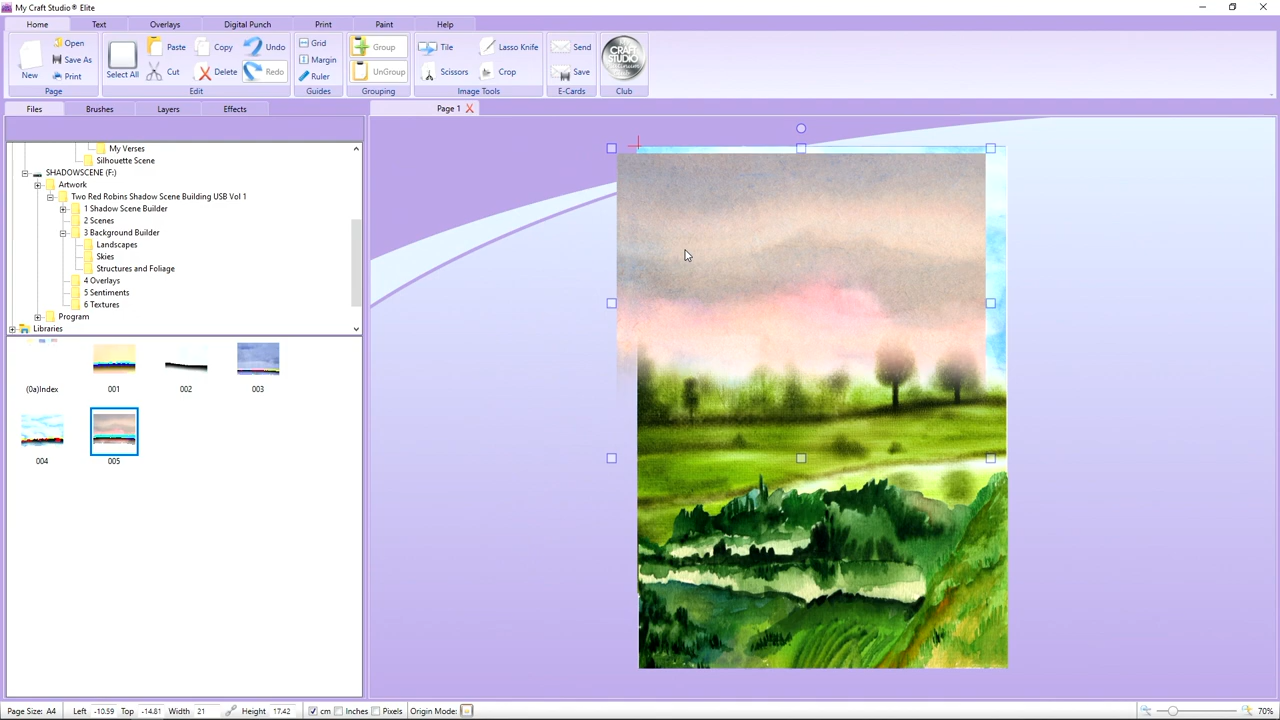 My Craft Studio® Elite
Home Text Overlays Digital Punch Print Paint Help
New Open Save As Print Select All Paste Copy Undo Cut Delete Redo Grid Margin Ruler Group UnGroup Tile Lasso Knife Scissors Crop Send Save MY CRAFT STUDIO
Page Edit Guides Grouping Image Tools E-Cards Club
Files Brushes Layers Effects Page 1
My Verses
Silhouette Scene
SHADOWSCENE (F:)
Artwork
Two Red Robins Shadow Scene Building USB Vol 1
1 Shadow Scene Builder
2 Scenes
3 Background Builder
Landscapes
Skies
Structures and Foliage
4 Overlays
5 Sentiments
6 Textures
Program
Libraries
(0a)Index 001 002 003
004 005
Page Size: A4 Left -10.59 Top -14.81 Width 21 Height 17.42 cm Inches Pixels Origin Mode: 70%